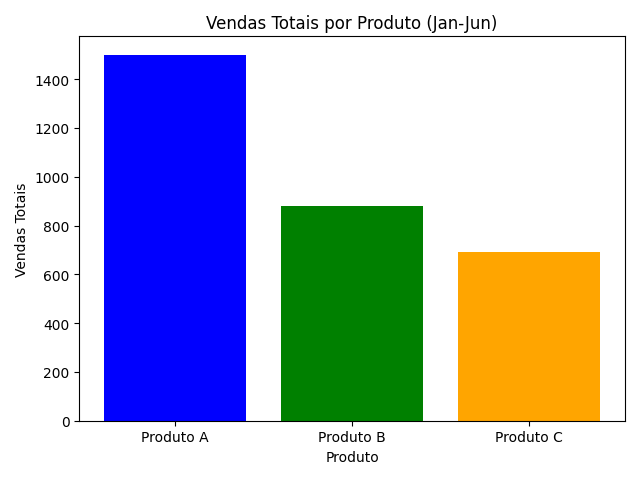 Vendas Totais por Produto (Jan-Jun)
Vendas Totais
1400
1200
1000
800
600
400
200
0
Produto A Produto B Produto C
Produto